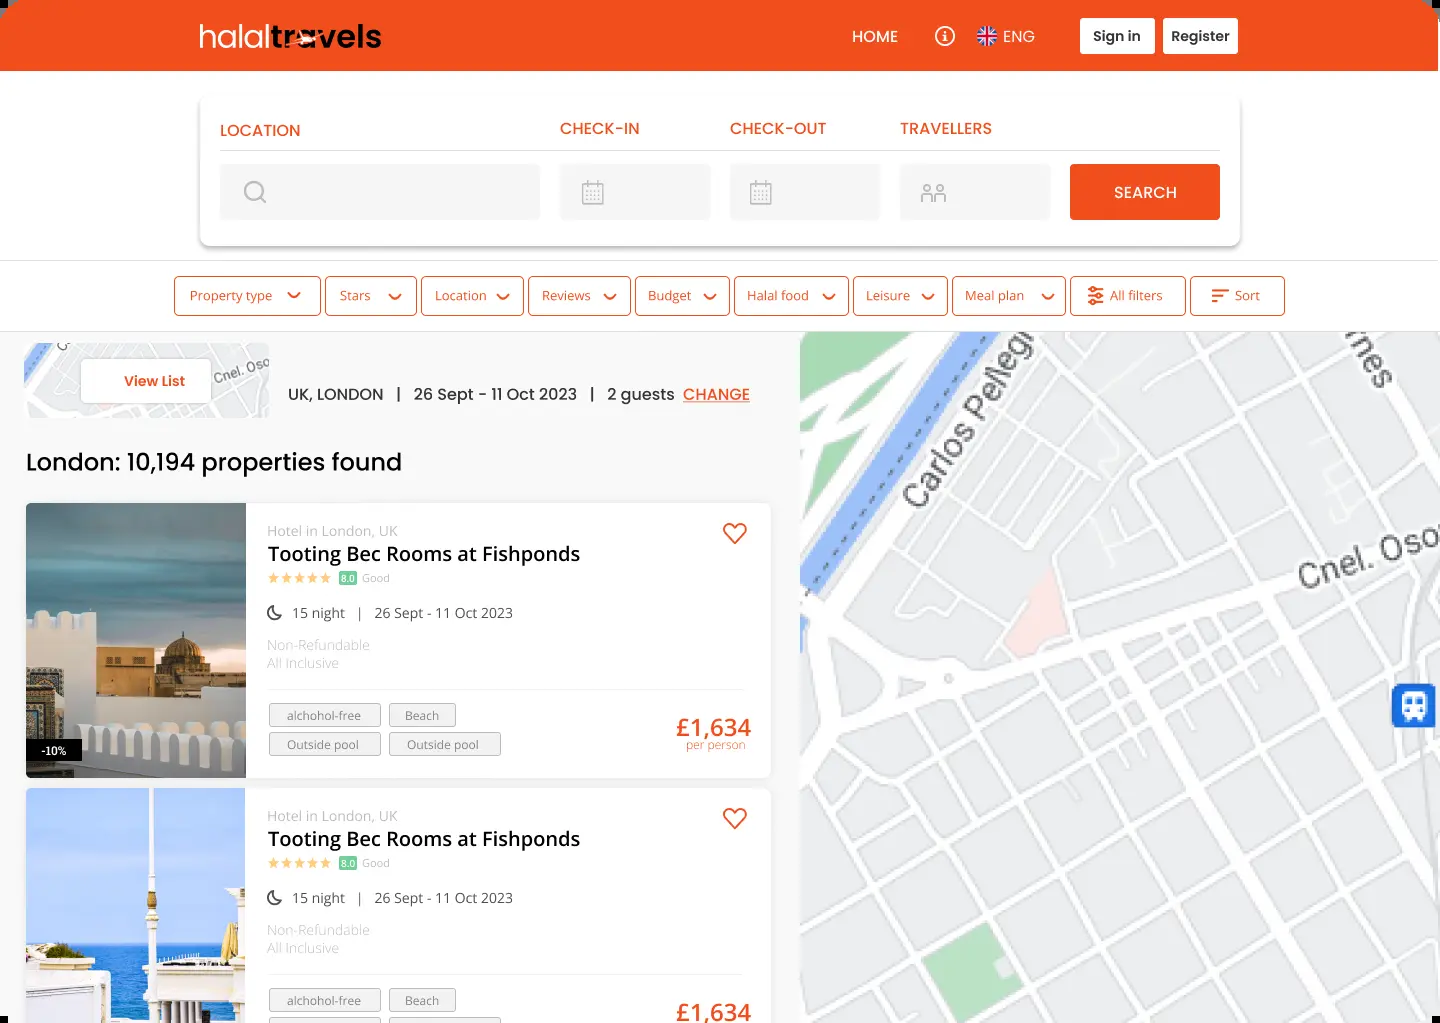 halaltravels
HOME
ENG
Sign in
Register
LOCATION
CHECK-IN
CHECK-OUT
TRAVELLERS
SEARCH
Property type
Stars
Location
Reviews
Budget
Halal food
Leisure
Meal plan
All filters
Sort
View List
Cnel. Oso
UK, LONDON | 26 Sept - 11 Oct 2023 | 2 guests CHANGE
London: 10,194 properties found
Hotel in London, UK
Tooting Bec Rooms at Fishponds
8.0 Good
15 night | 26 Sept - 11 Oct 2023
Non-Refundable
All Inclusive
alchohol-free
Beach
Outside pool
Outside pool
£1,634
per person
-10%
Hotel in London, UK
Tooting Bec Rooms at Fishponds
8.0 Good
15 night | 26 Sept - 11 Oct 2023
Non-Refundable
All Inclusive
alchohol-free
Beach
£1,634
Carlos Pellegri
rnes
Cnel. Oso